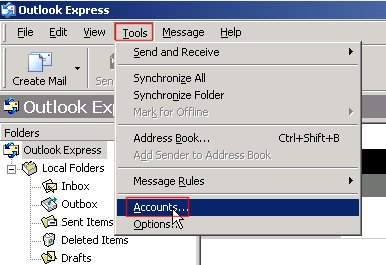 Outlook Express
File Edit View Tools Message Help
Create Mail
Send and Receive
Synchronize All
Synchronize Folder
Mark for Offline
Address Book... Ctrl+Shift+B
Add Sender to Address Book
Message Rules
Accounts...
Options...
Outlook Express
Folders
Outlook Express
Local Folders
Inbox
Outbox
Sent Items
Deleted Items
Drafts